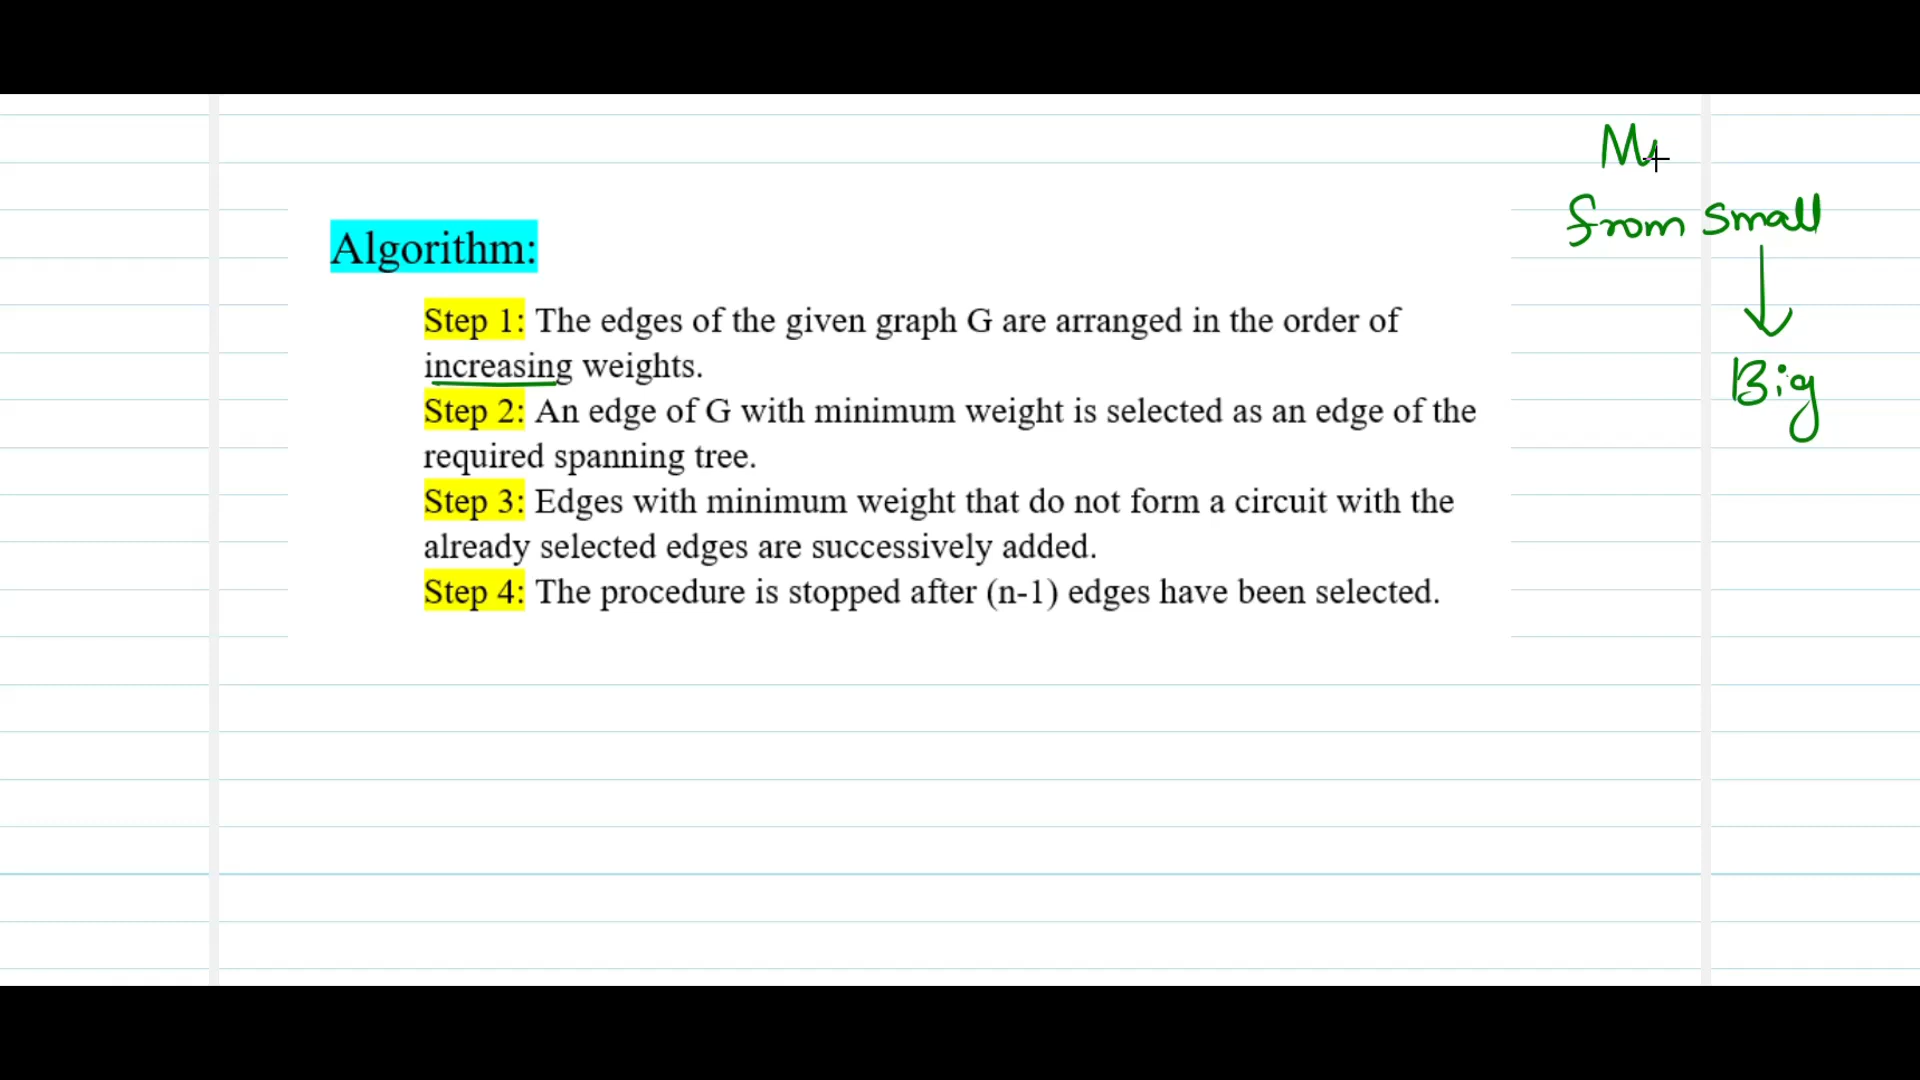 Algorithm:
Step 1: The edges of the given graph G are arranged in the order of
increasing weights.
Step 2: An edge of G with minimum weight is selected as an edge of the
required spanning tree.
Step 3: Edges with minimum weight that do not form a circuit with the
already selected edges are successively added.
Step 4: The procedure is stopped after (n-1) edges have been selected.
from small
Big